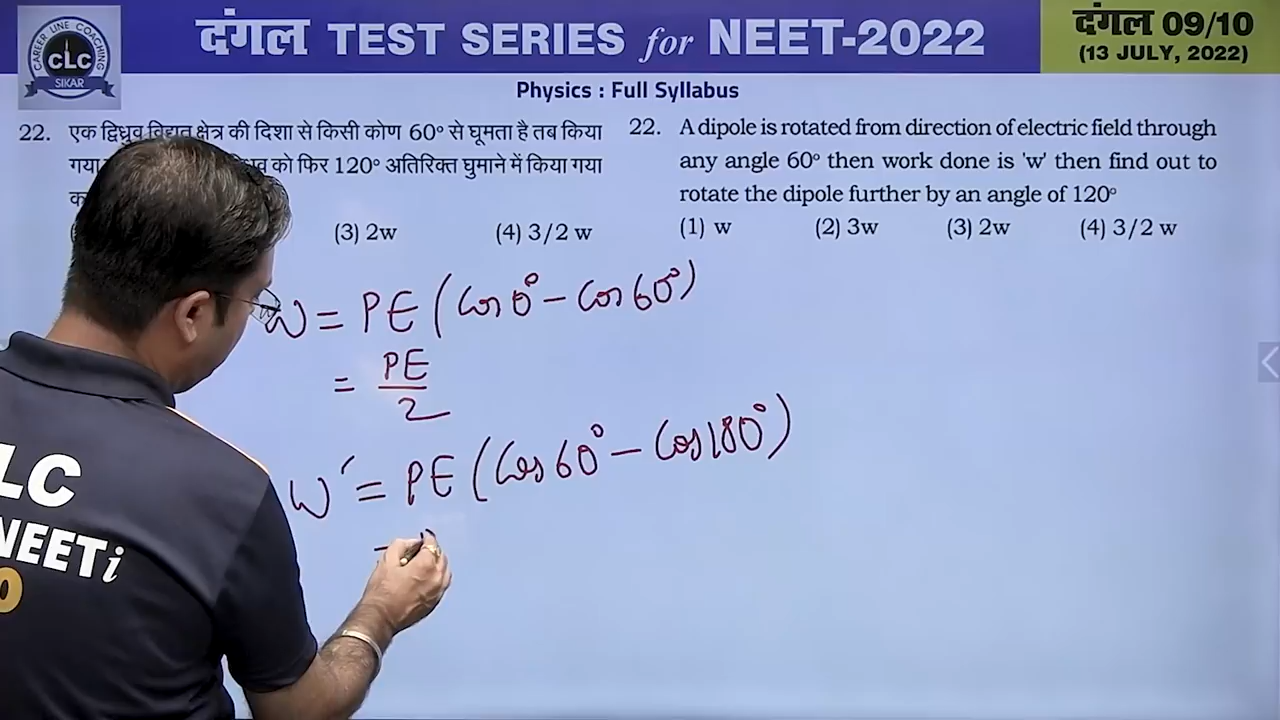 CAREER LINE COACHING
CLC
SIKAR
दंगल TEST SERIES for NEET-2022
दंगल 09/10
(13 JULY, 2022)
Physics : Full Syllabus
22. एक द्विध्रुव विद्युत क्षेत्र की दिशा से किसी कोण 60° से घूमता है तब किया
गया को फिर 120° अतिरिक्त घुमाने में किया गया
(3) 2w (4) 3/2 w
22. A dipole is rotated from direction of electric field through
any angle 60° then work done is 'w' then find out to
rotate the dipole further by an angle of 120°
(1) w (2) 3w (3) 2w (4) 3/2 w
W = PE (Cos 0° - Cos 60°)
= PE/2
W' = PE (Cos 60° - Cos 180°)
LC
NEETi